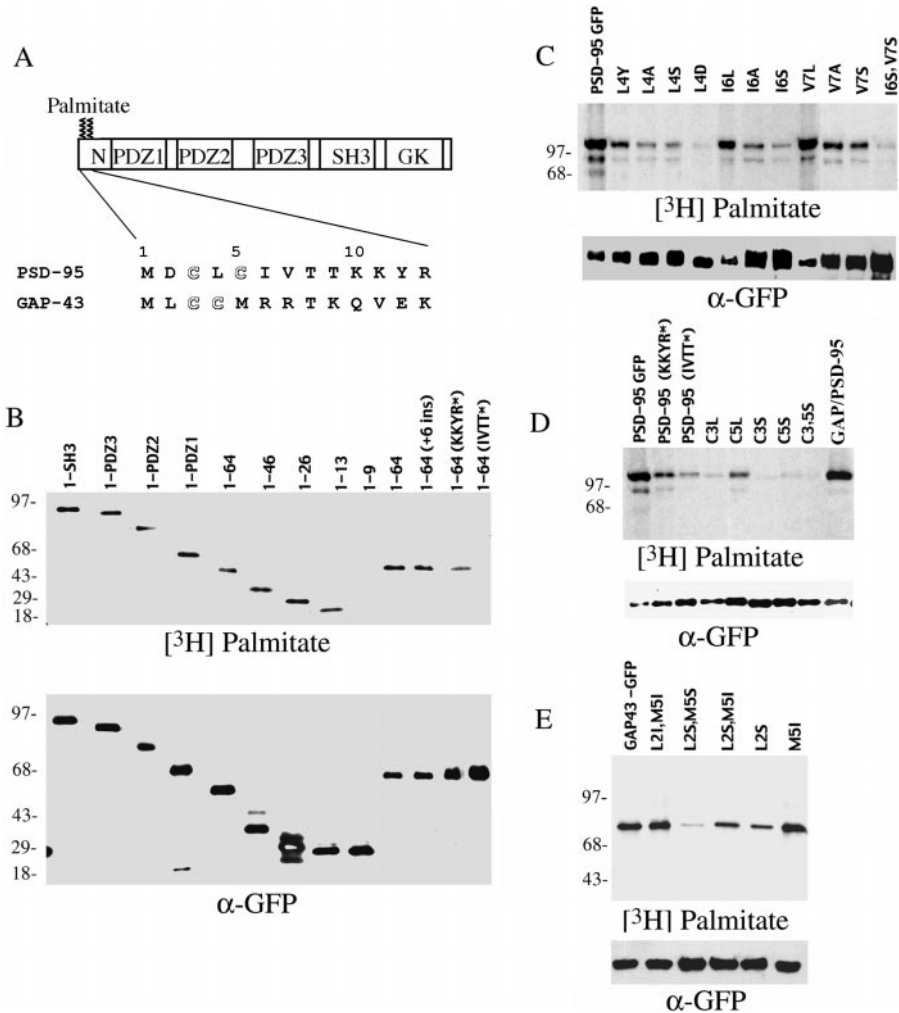 A
Palmitate
N PDZ1 PDZ2 PDZ3 SH3 GK
1 5 10
PSD-95 M D C L C I V T T K K Y R
GAP-43 M L C C M R R T K Q V E K
B
1-SH3 1-PDZ3 1-PDZ2 1-PDZ1 1-64 1-46 1-26 1-13 1-9 1-64 1-64 (+6 ins) 1-64 (KKYR*) 1-64 (IVTT*)
97-
68-
43-
29-
18-
[3H] Palmitate
97-
68-
43-
29-
18-
α-GFP
C
PSD-95 GFP L4Y L4A L4S L4D I6L I6A I6S V7L V7A V7S I6S, V7S
97-
68-
[3H] Palmitate
α-GFP
D
PSD-95 GFP PSD-95 (KKYR*) PSD-95 (IVTT*) C3L C5L C3S C5S C3,5S GAP/PSD-95
97-
68-
[3H] Palmitate
α-GFP
E
GAP43-GFP L2I,M5I L2S,M5S L2S,M5I L2S M5I
97-
68-
43-
[3H] Palmitate
α-GFP